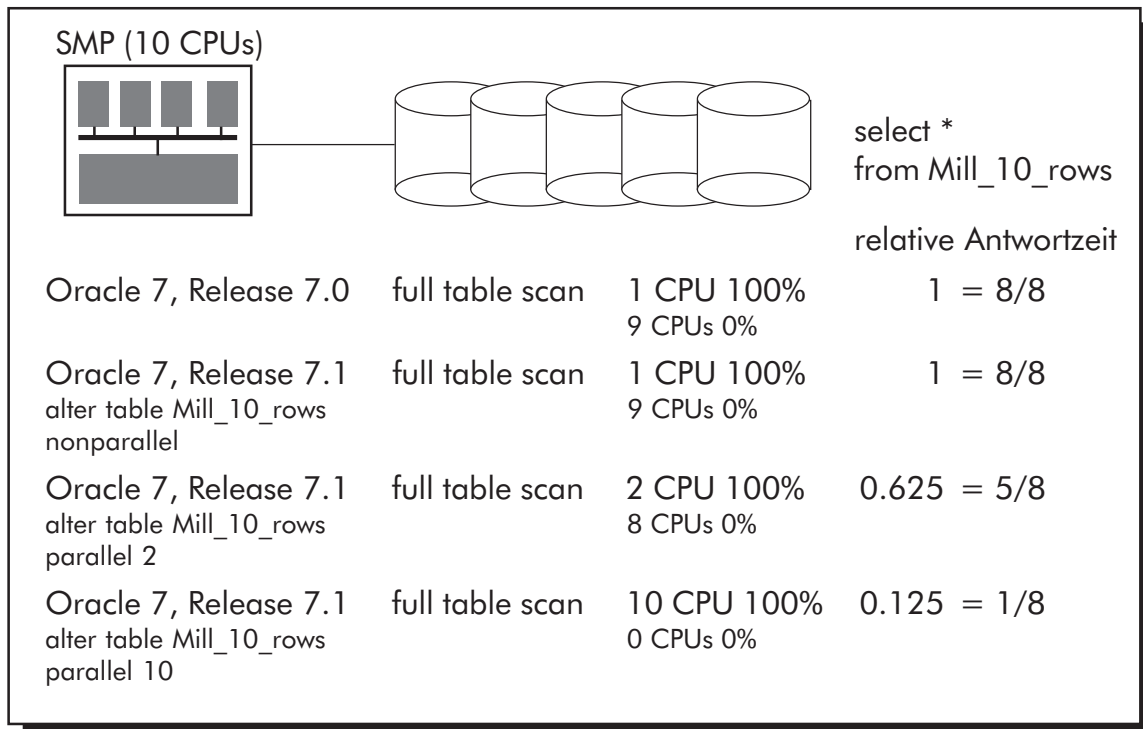 SMP (10 CPUs)
select *
from Mill_10_rows
relative Antwortzeit
Oracle 7, Release 7.0 full table scan 1 CPU 100% 1 = 8/8
9 CPUs 0%
Oracle 7, Release 7.1 full table scan 1 CPU 100% 1 = 8/8
alter table Mill_10_rows 9 CPUs 0%
nonparallel
Oracle 7, Release 7.1 full table scan 2 CPU 100% 0.625 = 5/8
alter table Mill_10_rows 8 CPUs 0%
parallel 2
Oracle 7, Release 7.1 full table scan 10 CPU 100% 0.125 = 1/8
alter table Mill_10_rows 0 CPUs 0%
parallel 10